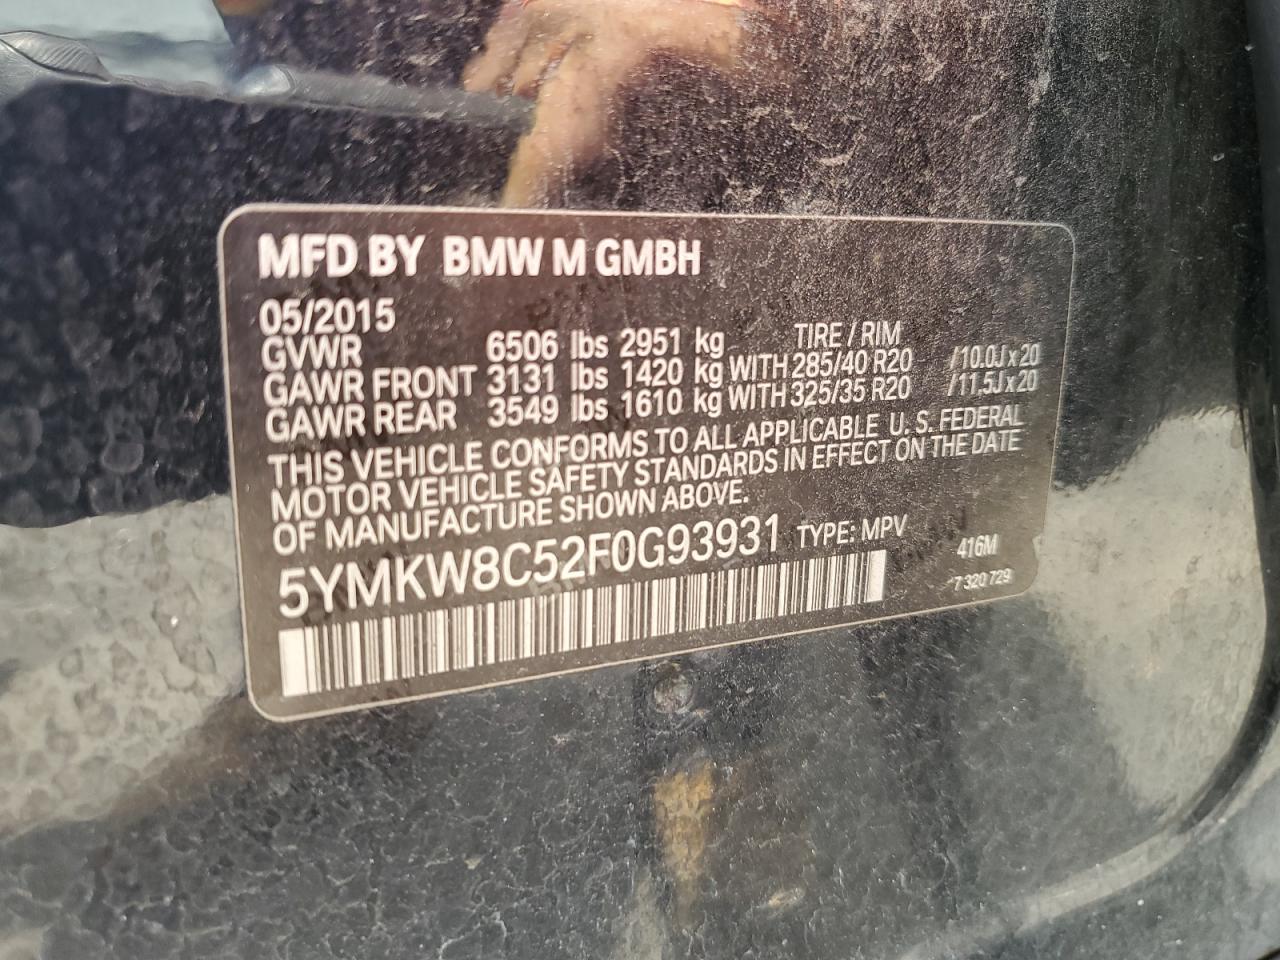 MFD BY BMW M GMBH
05/2015
GVWR 6506 lbs 2951 kg TIRE / RIM
GAWR FRONT 3131 lbs 1420 kg WITH 285/40 R20 /10.0J x 20
GAWR REAR 3549 lbs 1610 kg WITH 325/35 R20 /11.5J x 20
THIS VEHICLE CONFORMS TO ALL APPLICABLE U. S. FEDERAL
MOTOR VEHICLE SAFETY STANDARDS IN EFFECT ON THE DATE
OF MANUFACTURE SHOWN ABOVE.
5YMKW8C52F0G93931 TYPE: MPV
416M
7 320 729